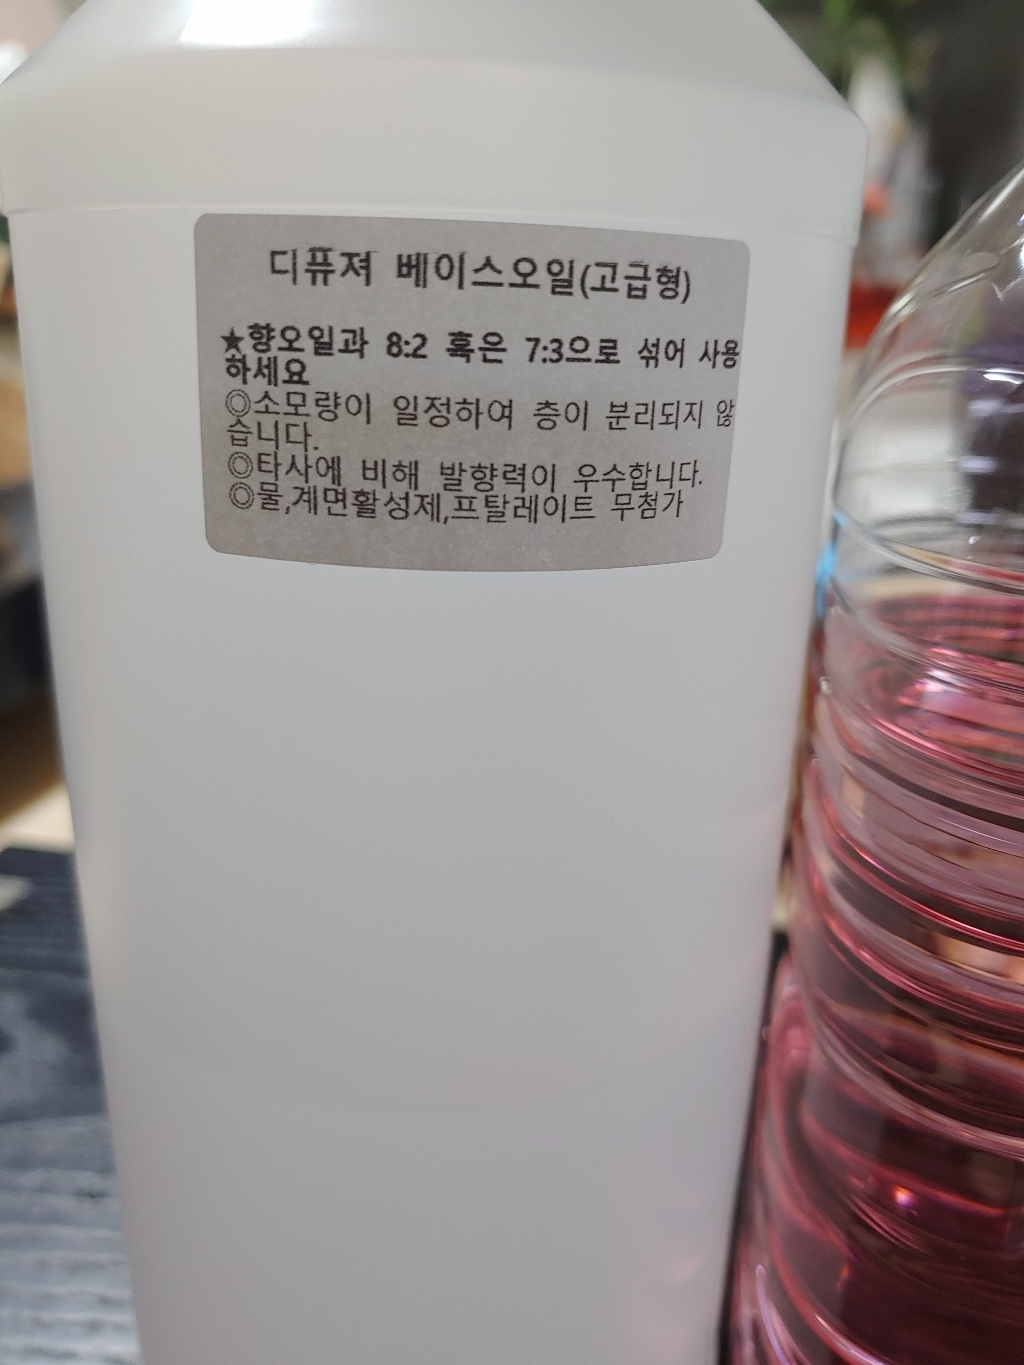 디퓨져 베이스오일(고급형)
★향오일과 8:2 혹은 7:3으로 섞어 사용
하세요
◎소모량이 일정하여 층이 분리되지 않
습니다.
◎타사에 비해 발향력이 우수합니다.
◎물,계면활성제,프탈레이트 무첨가